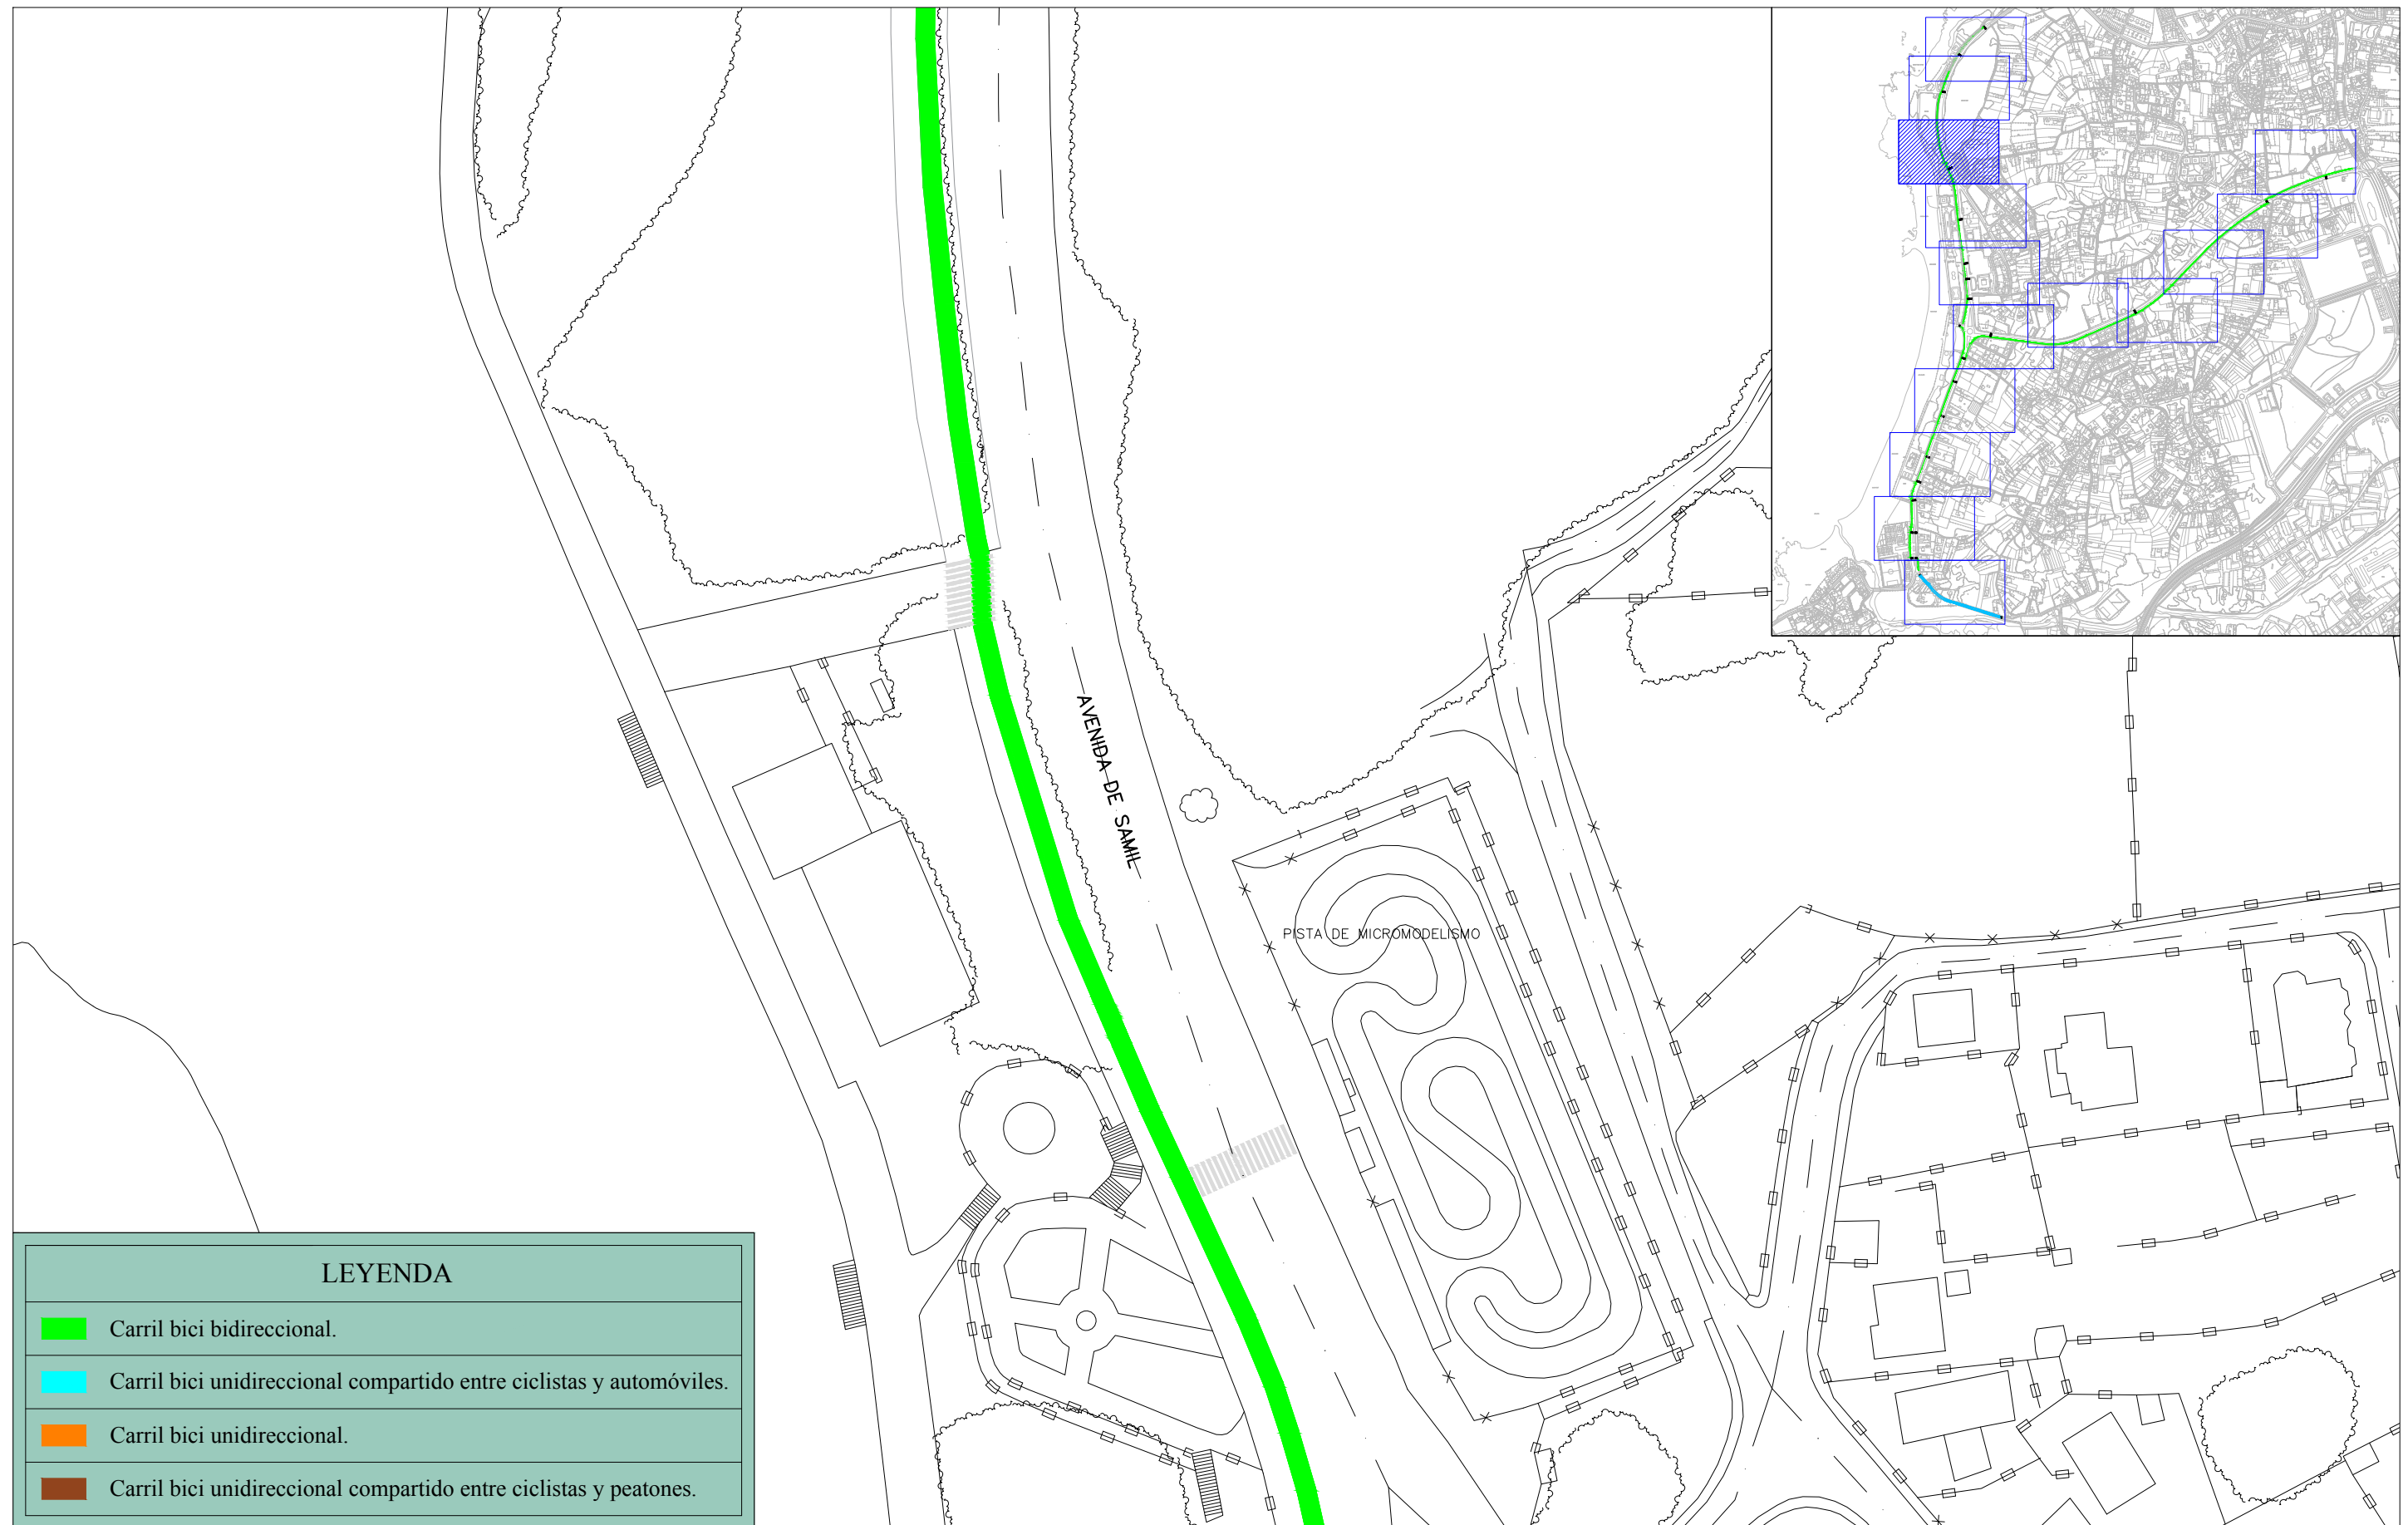 AVENIDA DE SAMIL
PISTA DE MICROMODELISMO
LEYENDA
Carril bici bidireccional.
Carril bici unidireccional compartido entre ciclistas y automóviles.
Carril bici unidireccional.
Carril bici unidireccional compartido entre ciclistas y peatones.